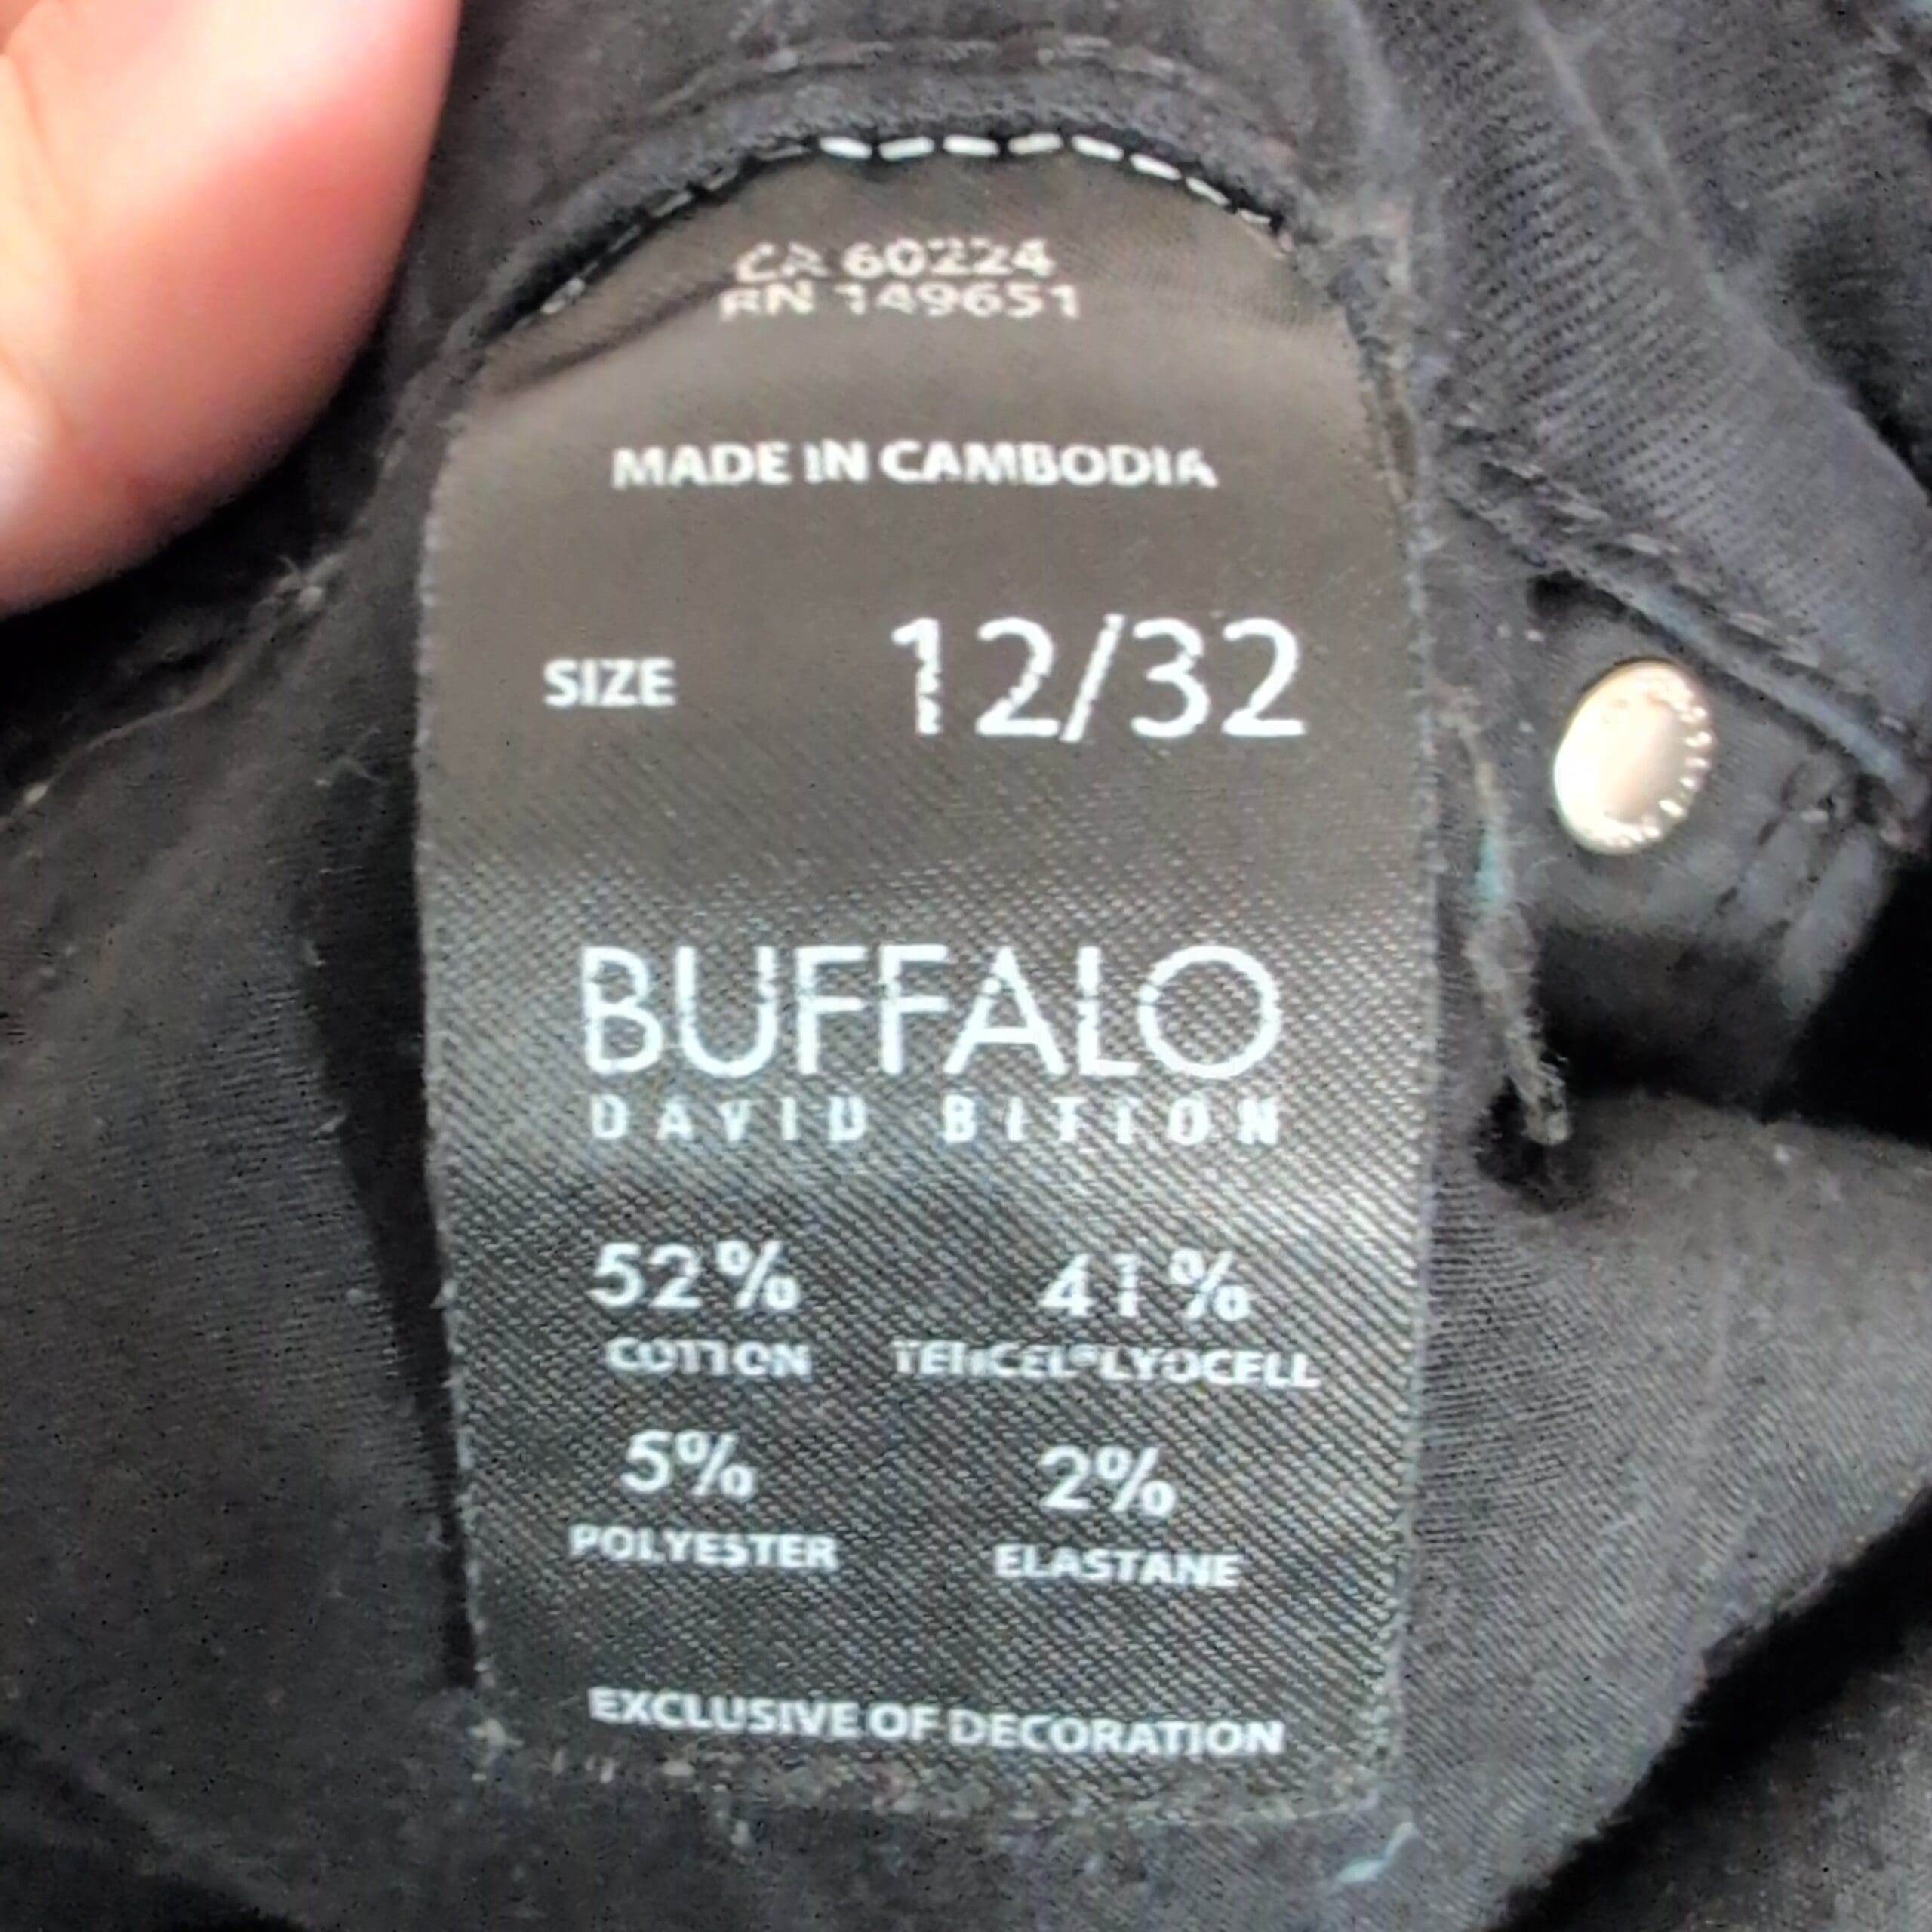 CA 60224
RN 149651
MADE IN CAMBODIA
SIZE 12/32
BUFFALO
DAVID BITTON
52% 41%
COTTON TENCEL®LYOCELL
5% 2%
POLYESTER ELASTANE
EXCLUSIVE OF DECORATION